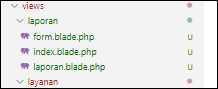 views
laporan
form.blade.php U
index.blade.php U
laporan.blade.php U
layanan